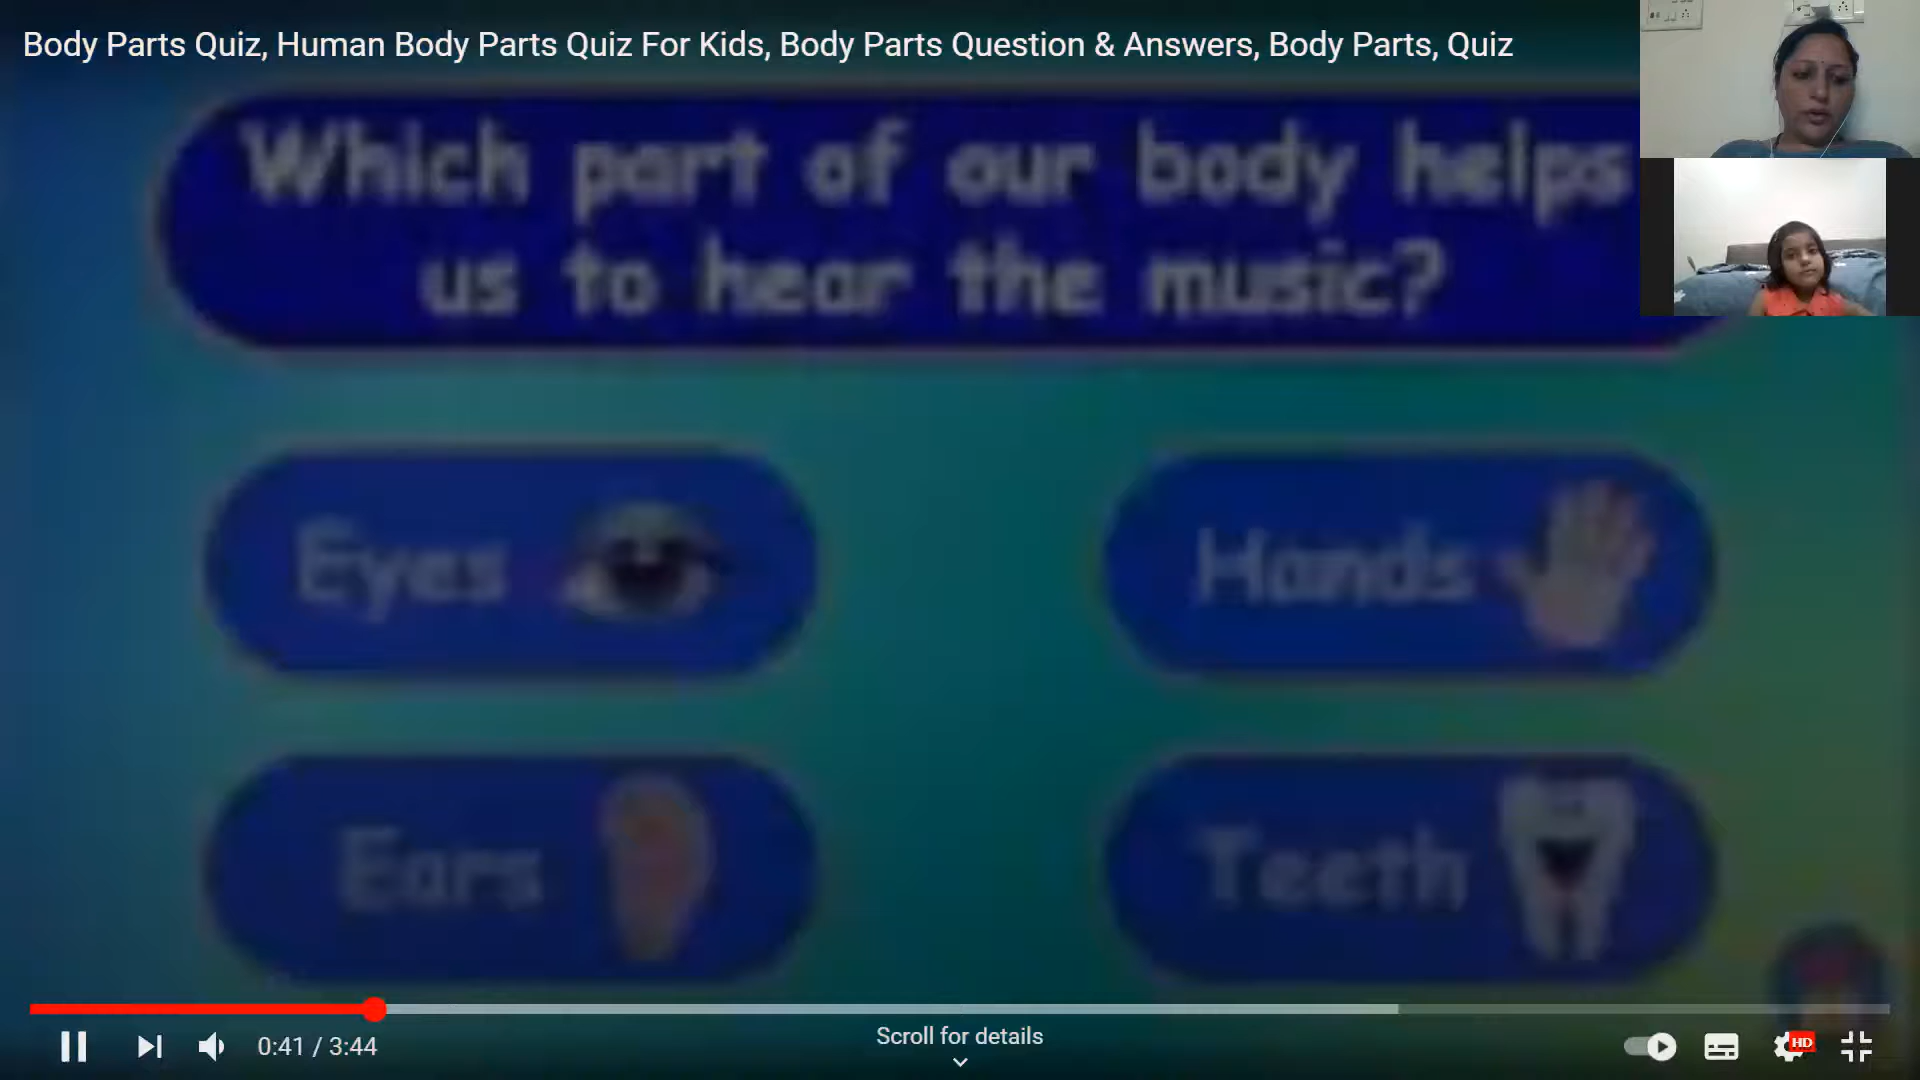 Body Parts Quiz, Human Body Parts Quiz For Kids, Body Parts Question & Answers, Body Parts, Quiz
Which part of our body helps
us to hear the music?
Eyes
Hands
Ears
Teeth
0:41 / 3:44
Scroll for details
HD